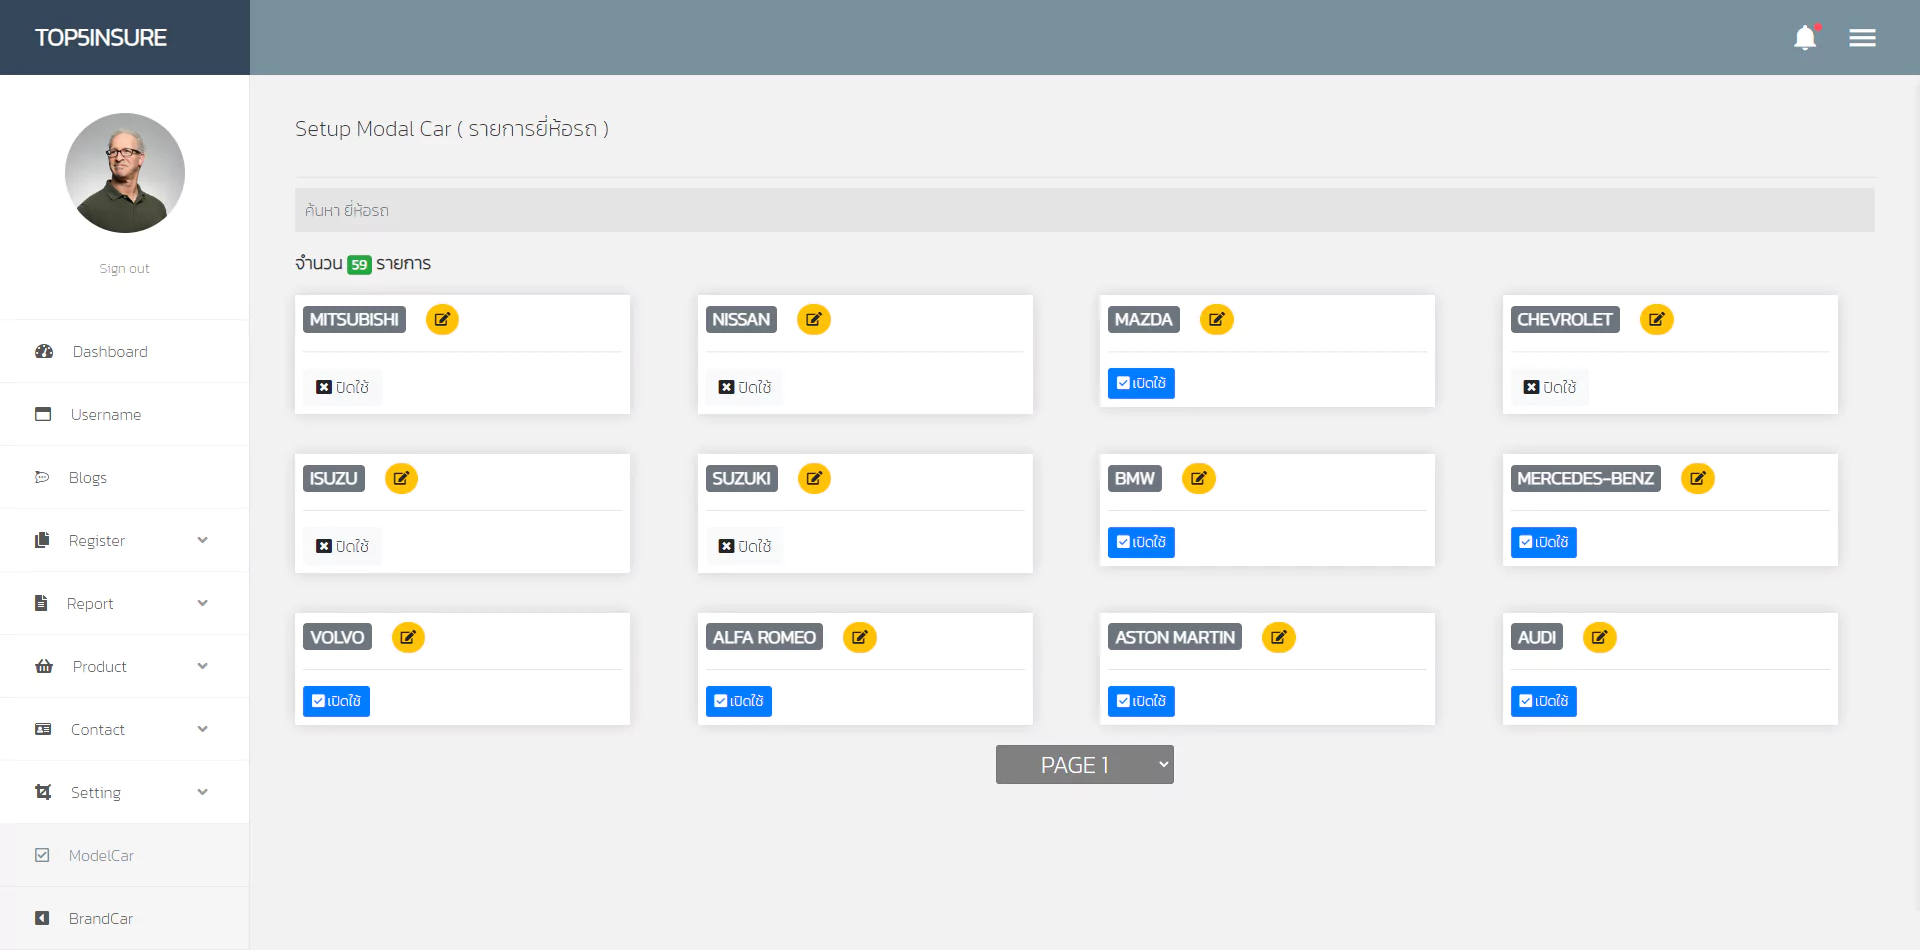 TOP5INSURE
Sign out
Dashboard
Username
Blogs
Register
Report
Product
Contact
Setting
ModelCar
BrandCar
Setup Modal Car ( รายการยี่ห้อรถ )
ค้นหา ยี่ห้อรถ
จำนวน 59 รายการ
MITSUBISHI
ปิดใช้
NISSAN
ปิดใช้
MAZDA
เปิดใช้
CHEVROLET
ปิดใช้
ISUZU
ปิดใช้
SUZUKI
ปิดใช้
BMW
เปิดใช้
MERCEDES-BENZ
เปิดใช้
VOLVO
เปิดใช้
ALFA ROMEO
เปิดใช้
ASTON MARTIN
เปิดใช้
AUDI
เปิดใช้
PAGE 1